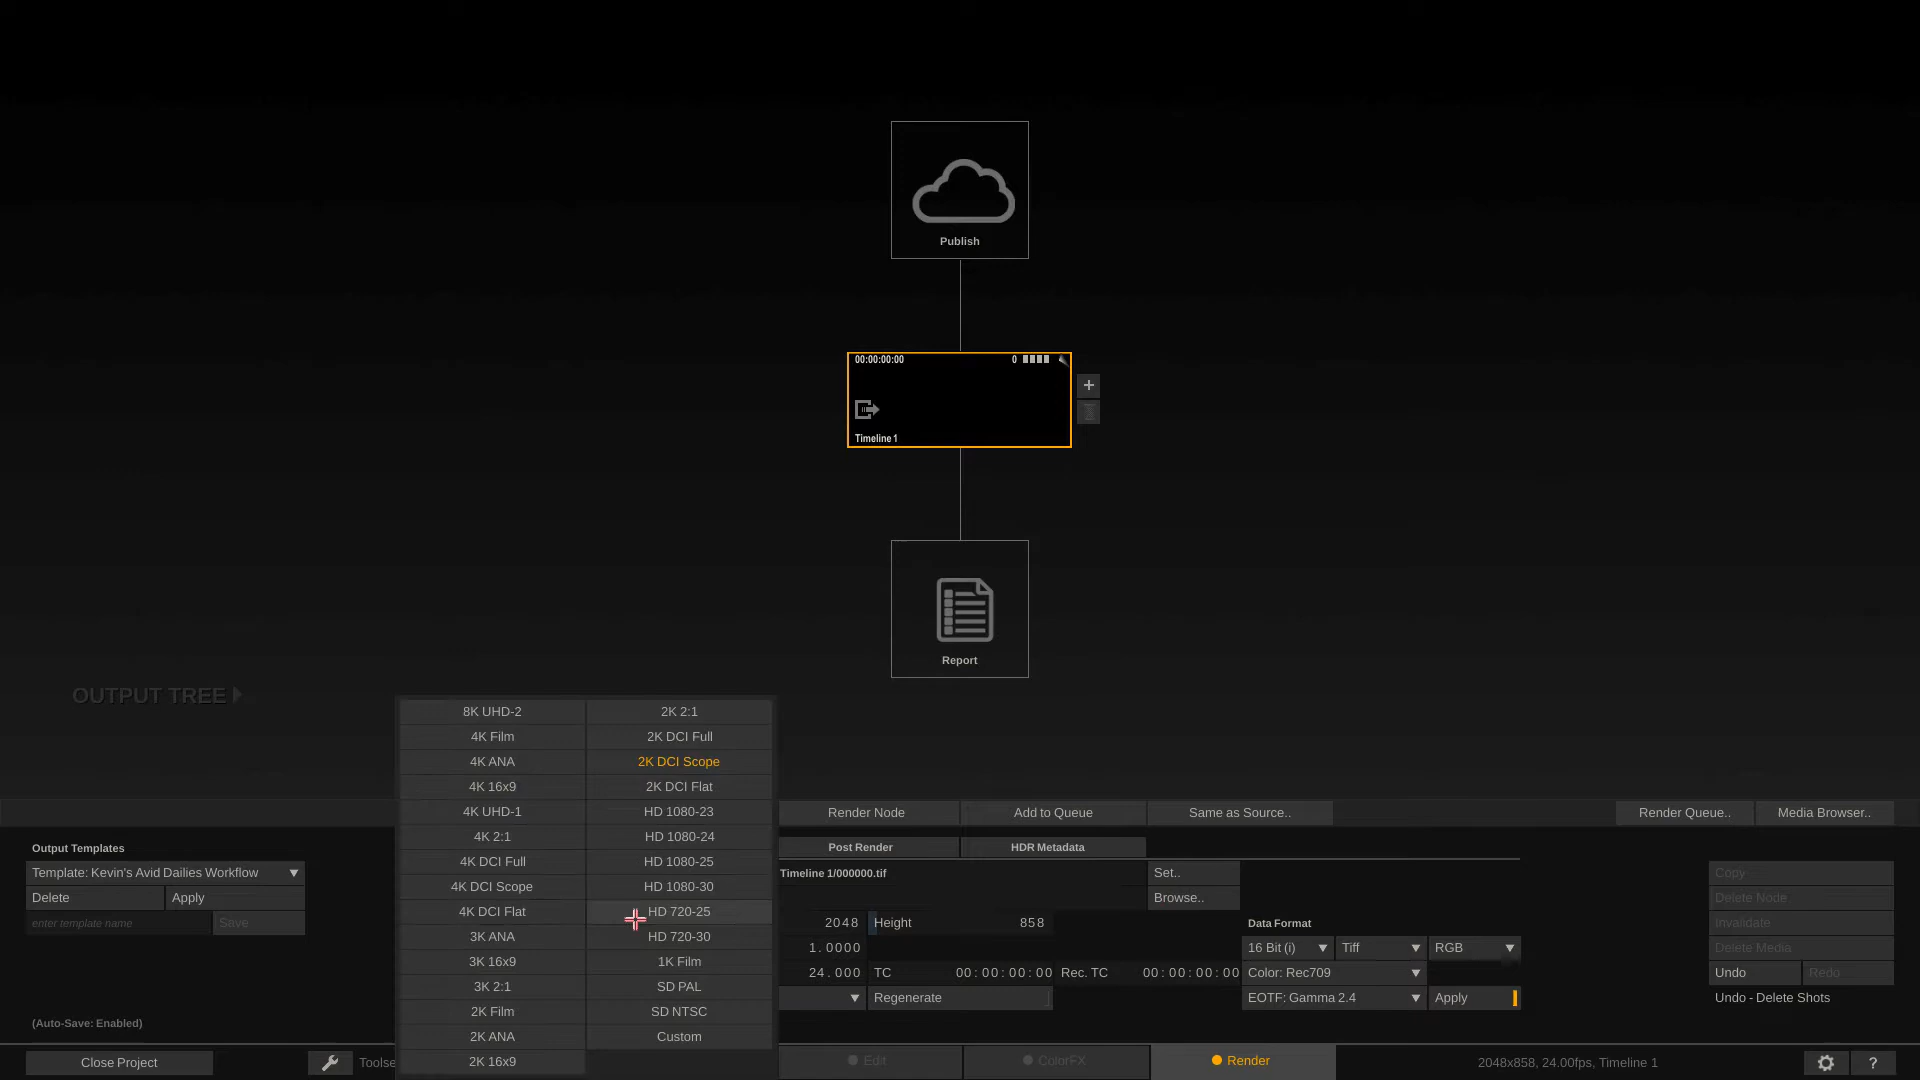 Publish
00:00:00:00
0
+
Timeline 1
Report
OUTPUT TREE
8K UHD-2
2K 2:1
4K Film
2K DCI Full
4K ANA
2K DCI Scope
4K 16x9
2K DCI Flat
4K UHD-1
HD 1080-23
4K 2:1
HD 1080-24
4K DCI Full
HD 1080-25
4K DCI Scope
HD 1080-30
4K DCI Flat
HD 720-25
3K ANA
HD 720-30
3K 16x9
1K Film
3K 2:1
SD PAL
2K Film
SD NTSC
2K ANA
Custom
2K 16x9
Render Node
Add to Queue
Same as Source..
Render Queue..
Media Browser..
Output Templates
Template: Kevin's Avid Dailies Workflow
Delete
Apply
enter template name
Save
(Auto-Save: Enabled)
Post Render
HDR Metadata
Timeline 1/000000.tif
Set..
Browse..
2048
Height
858
1.0000
24.000
TC
00:00:00:00
Rec. TC
00:00:00:00
Regenerate
Data Format
16 Bit (i)
Tiff
RGB
Color: Rec709
EOTF: Gamma 2.4
Apply
Copy
Delete Node
Invalidate
Delete Media
Undo
Redo
Undo - Delete Shots
Close Project
Toolse
Edit
ColorFX
Render
2048x858, 24.00fps, Timeline 1
?